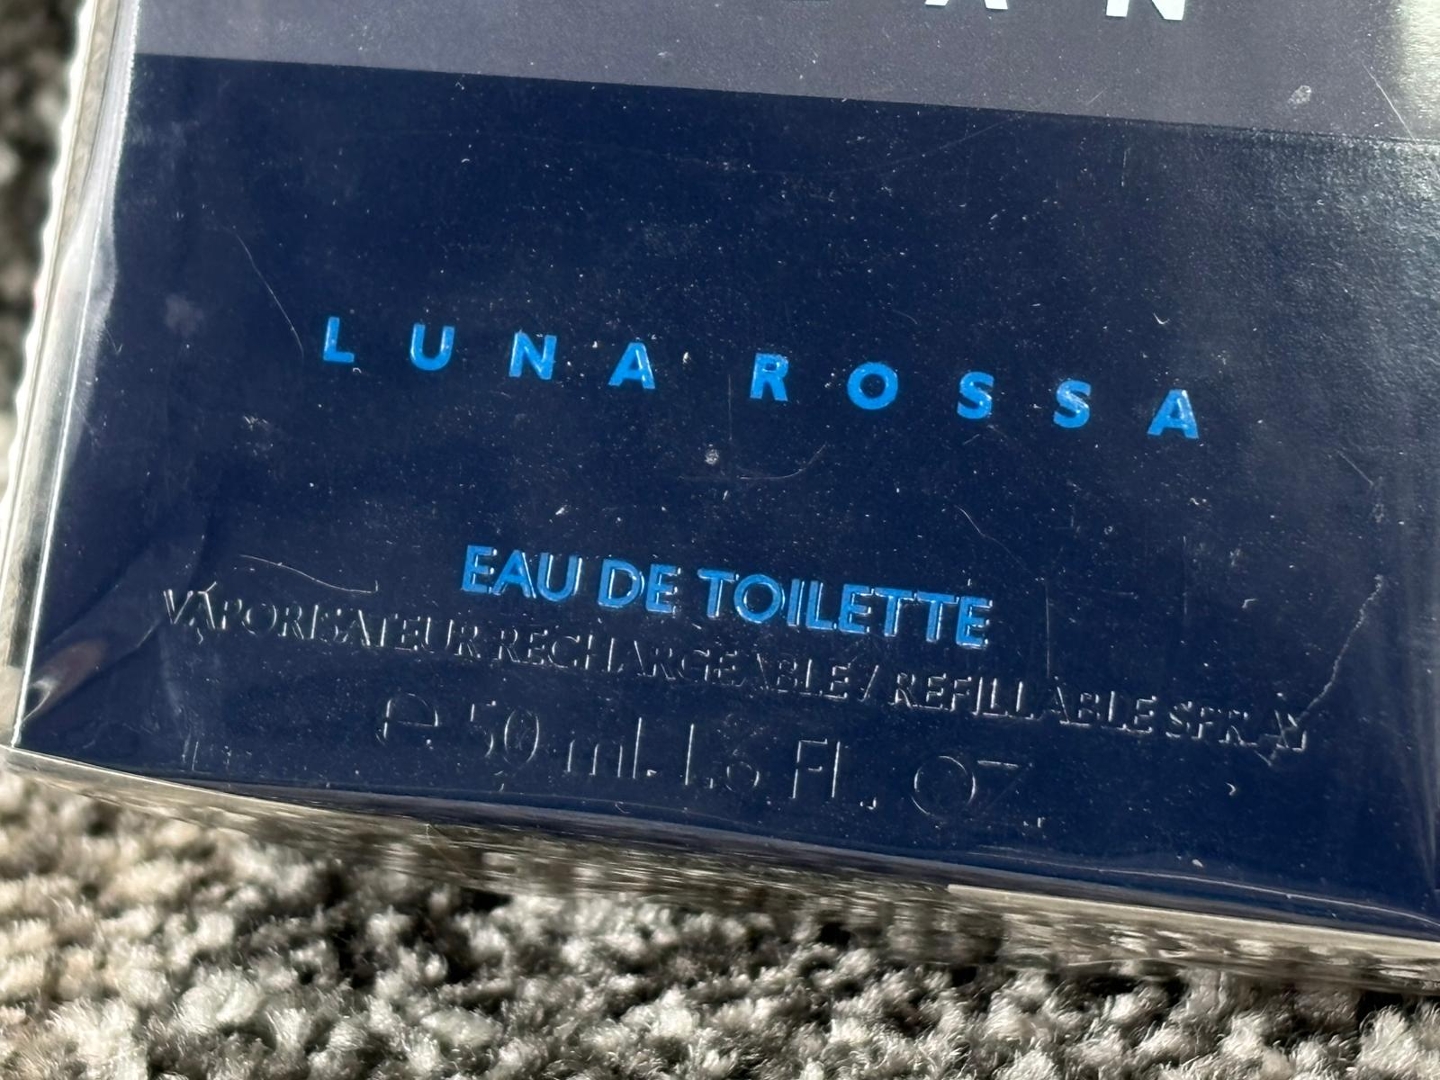 LUNA ROSSA
EAU DE TOILETTE
VAPORISATEUR RECHARGEABLE / REFILLABLE SPRAY
e 50 ml. 1.6 FL. OZ.